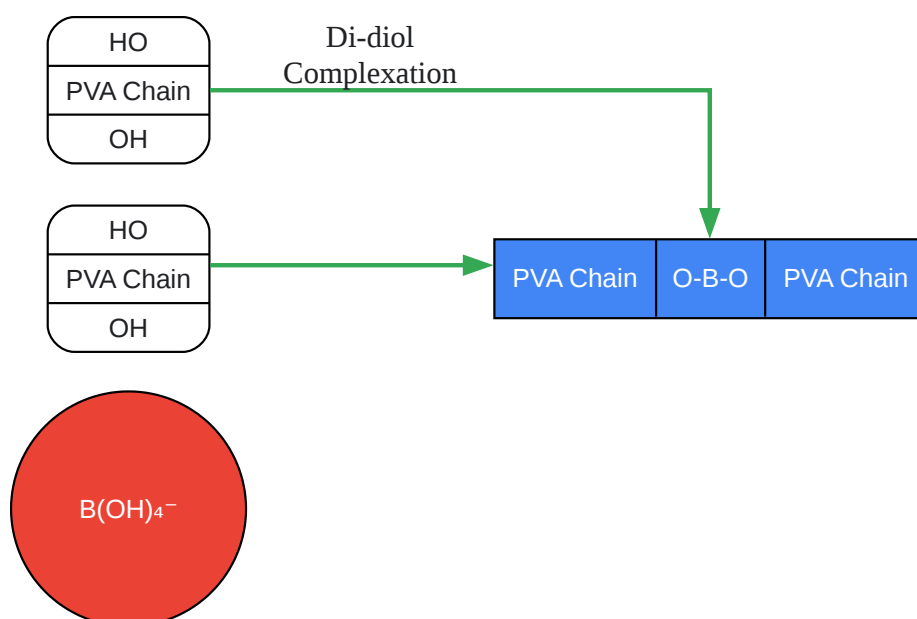 HO
PVA Chain
OH
Di-diol
Complexation
HO
PVA Chain
OH
PVA Chain
O-B-O
PVA Chain
B(OH)₄⁻